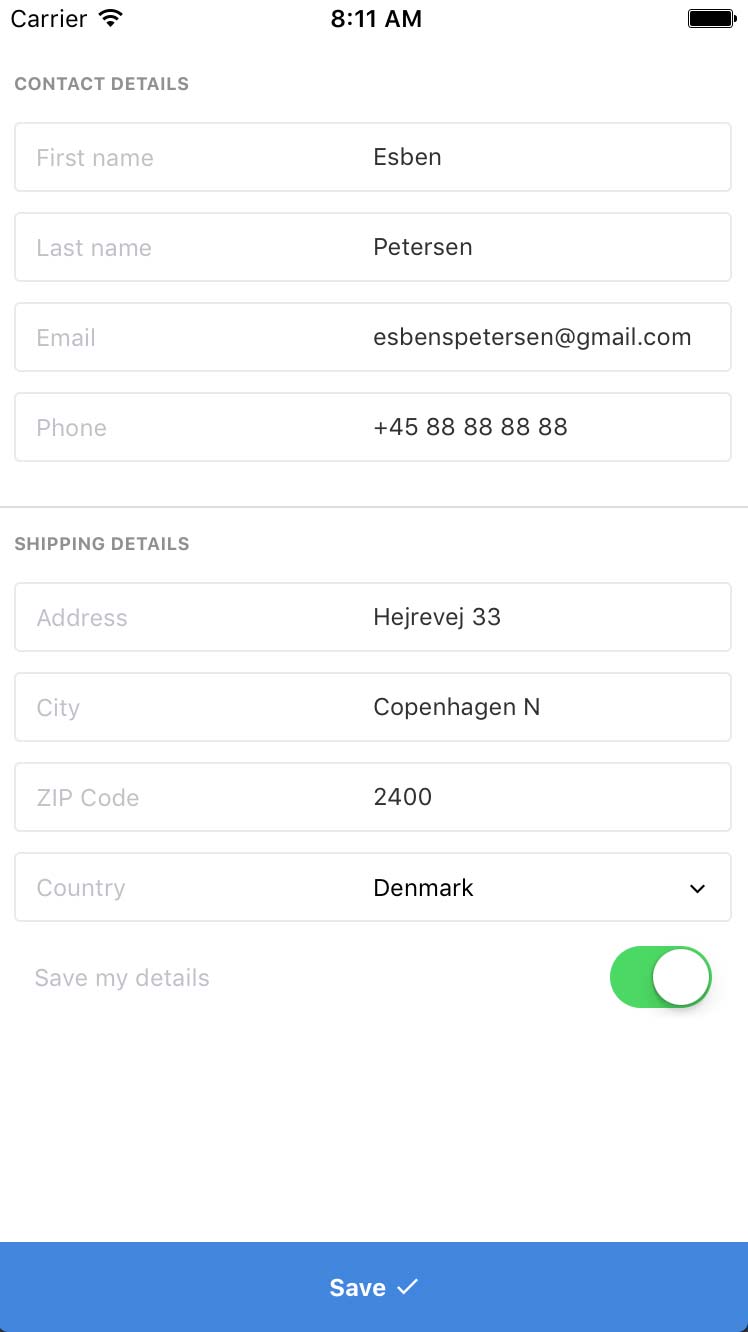 Carrier 8:11 AM
CONTACT DETAILS
First name Esben
Last name Petersen
Email esbenspetersen@gmail.com
Phone +45 88 88 88 88
SHIPPING DETAILS
Address Hejrevej 33
City Copenhagen N
ZIP Code 2400
Country Denmark
Save my details
Save